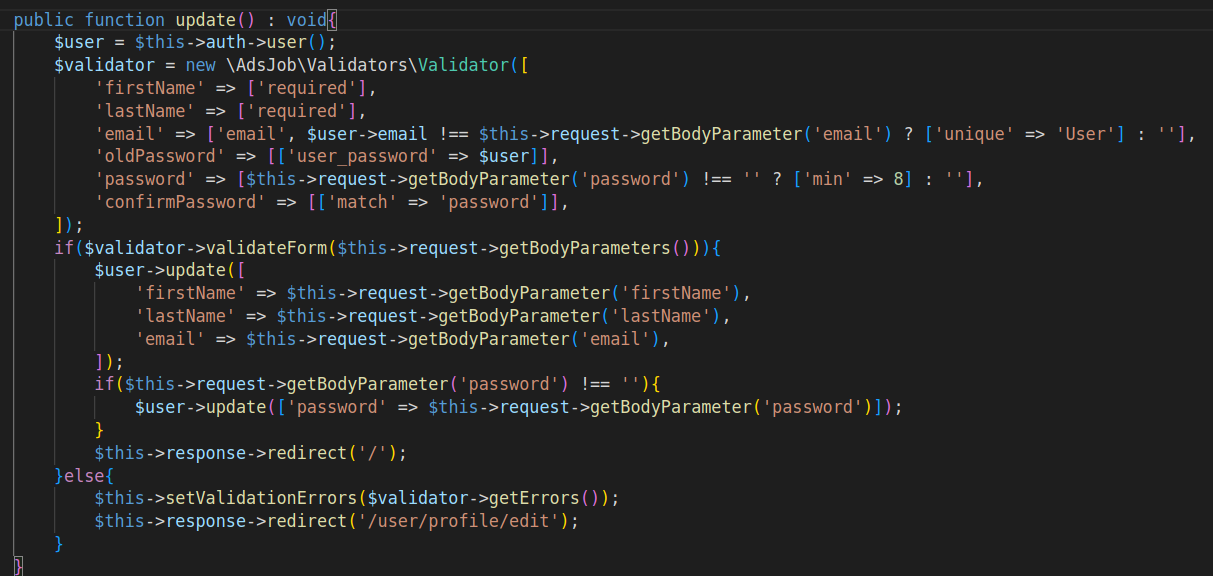 public function update() : void{
    $user = $this->auth->user();
    $validator = new \AdsJob\Validators\Validator([
        'firstName' => ['required'],
        'lastName' => ['required'],
        'email' => ['email', $user->email !== $this->request->getBodyParameter('email') ? ['unique' => 'User'] : ''],
        'oldPassword' => [['user_password' => $user]],
        'password' => [$this->request->getBodyParameter('password') !== '' ? ['min' => 8] : ''],
        'confirmPassword' => [['match' => 'password']],
    ]);
    if($validator->validateForm($this->request->getBodyParameters())){
        $user->update([
            'firstName' => $this->request->getBodyParameter('firstName'),
            'lastName' => $this->request->getBodyParameter('lastName'),
            'email' => $this->request->getBodyParameter('email'),
        ]);
        if($this->request->getBodyParameter('password') !== ''){
            $user->update(['password' => $this->request->getBodyParameter('password')]);
        }
        $this->response->redirect('/');
    }else{
        $this->setValidationErrors($validator->getErrors());
        $this->response->redirect('/user/profile/edit');
    }
}